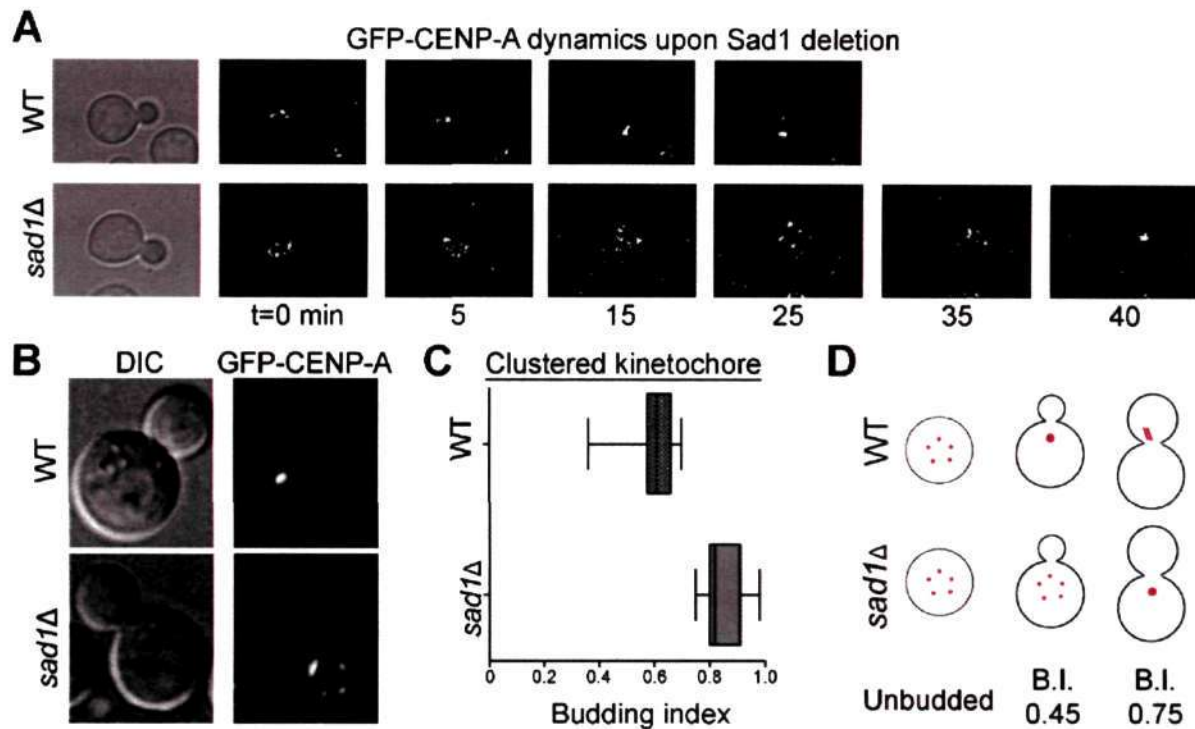 A
GFP-CENP-A dynamics upon Sad1 deletion
WT
sad1Δ
t=0 min 5 15 25 35 40
B
DIC GFP-CENP-A
WT
sad1Δ
C
Clustered kinetochore
WT
sad1Δ
0 0.2 0.4 0.6 0.8 1.0
Budding index
D
WT
sad1Δ
Unbudded B.I. B.I.
0.45 0.75